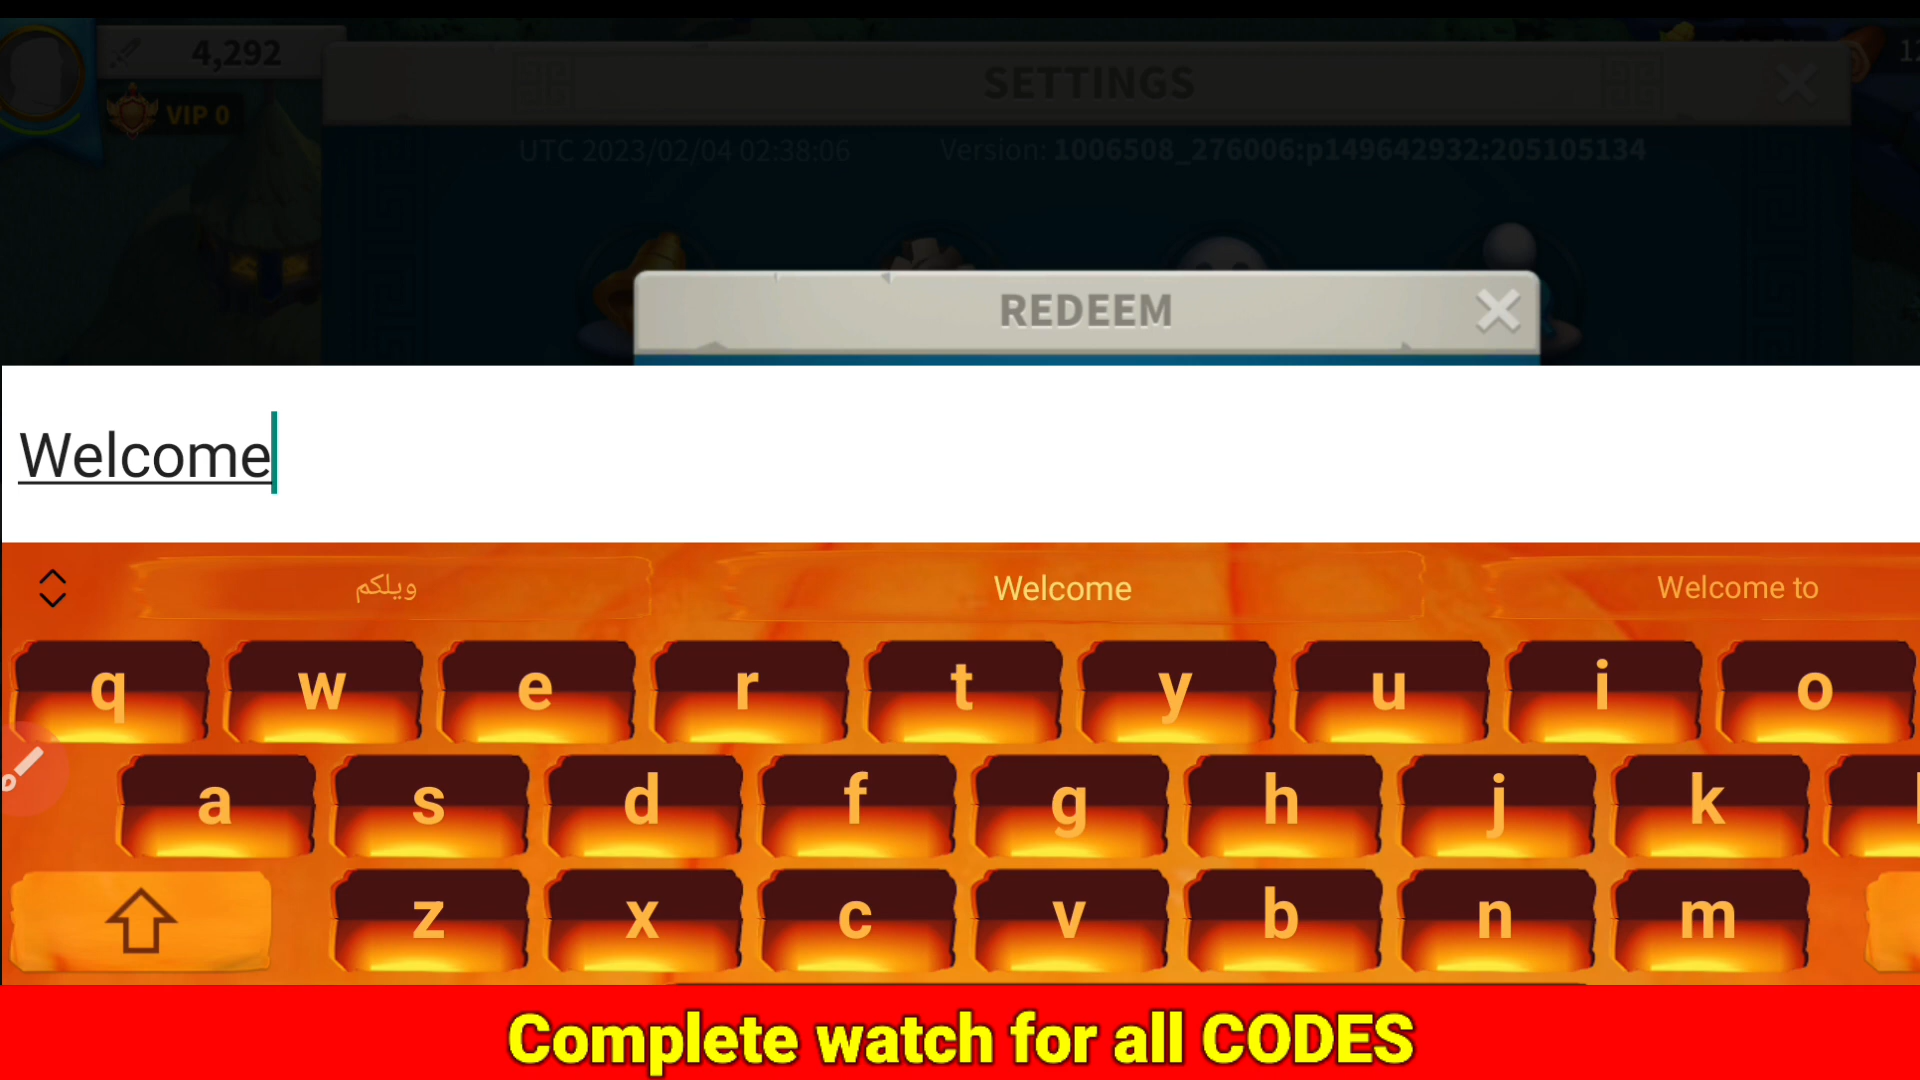 4,292
SETTINGS
VIP 0
UTC 2023/02/04 02:38:06
Version: 1006508_276006:p149642932:205105134
REDEEM
Welcome
ویلکم
Welcome
Welcome to
q w e r t y u i o
a s d f g h j k
z x c v b n m
Complete watch for all CODES